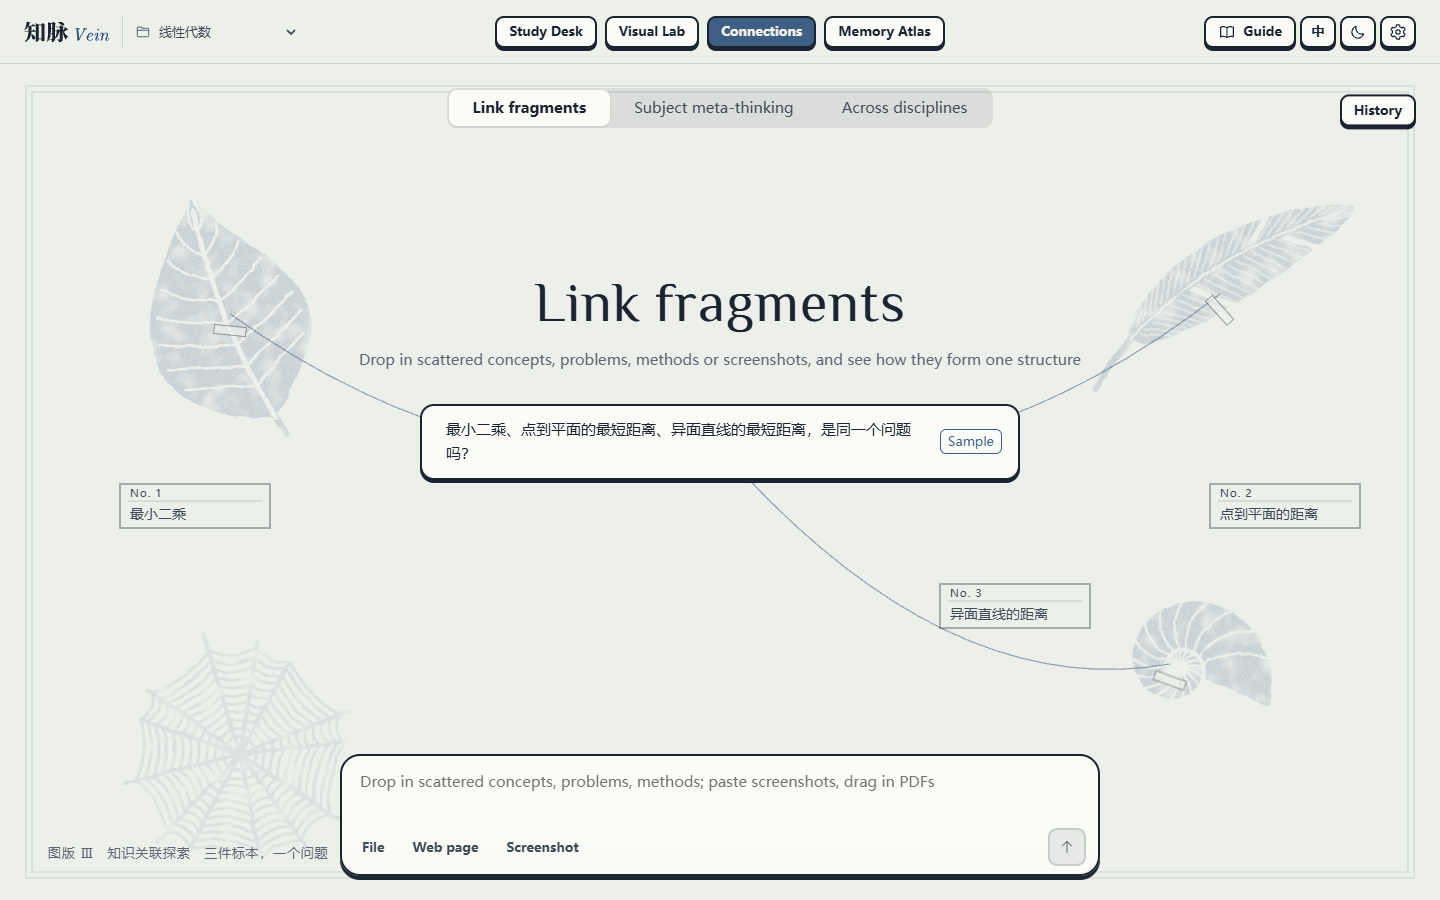 知脉 Vein
线性代数
Study Desk
Visual Lab
Connections
Memory Atlas
Guide
中
Link fragments
Subject meta-thinking
Across disciplines
History
Link fragments
Drop in scattered concepts, problems, methods or screenshots, and see how they form one structure
最小二乘、点到平面的最短距离、异面直线的最短距离，是同一个问题
吗？
Sample
No. 1
最小二乘
No. 2
点到平面的距离
No. 3
异面直线的距离
Drop in scattered concepts, problems, methods; paste screenshots, drag in PDFs
File
Web page
Screenshot
图版 Ⅲ 知识关联探索 三件标本，一个问题